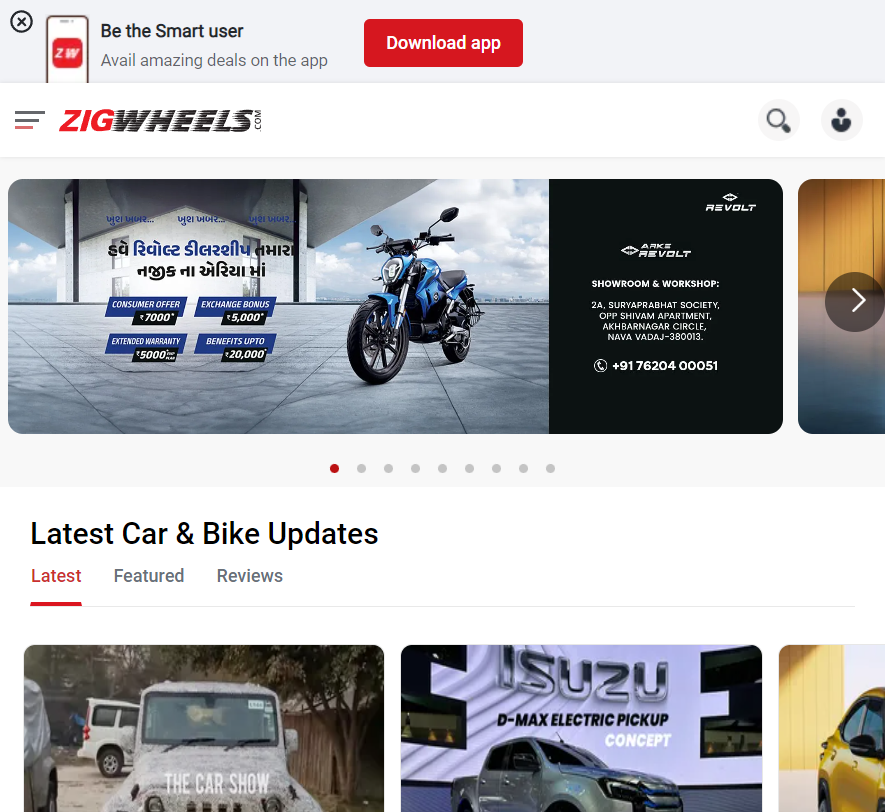 Be the Smart user
Avail amazing deals on the app
Download app
ZW
ZIGWHEELS.COM
ખુશ ખબર... ખુશ ખબર... ખુશ ખબર...
હવે રિવોલ્ટ ડીલરશીપ તમારા
નજીક ના એરિયા માં
CONSUMER OFFER
₹7000*
EXCHANGE BONUS
₹5,000*
EXTENDED WARRANTY
₹5000
BENEFITS UPTO
₹20,000*
REVOLT
ARKE
REVOLT
SHOWROOM & WORKSHOP:
2A, SURYAPRABHAT SOCIETY,
OPP SHIVAM APARTMENT,
AKHBARNAGAR CIRCLE,
NAVA VADAJ-380013.
+91 76204 00051
Latest Car & Bike Updates
Latest Featured Reviews
THE CAR SHOW
ISUZU
D-MAX ELECTRIC PICKUP
CONCEPT